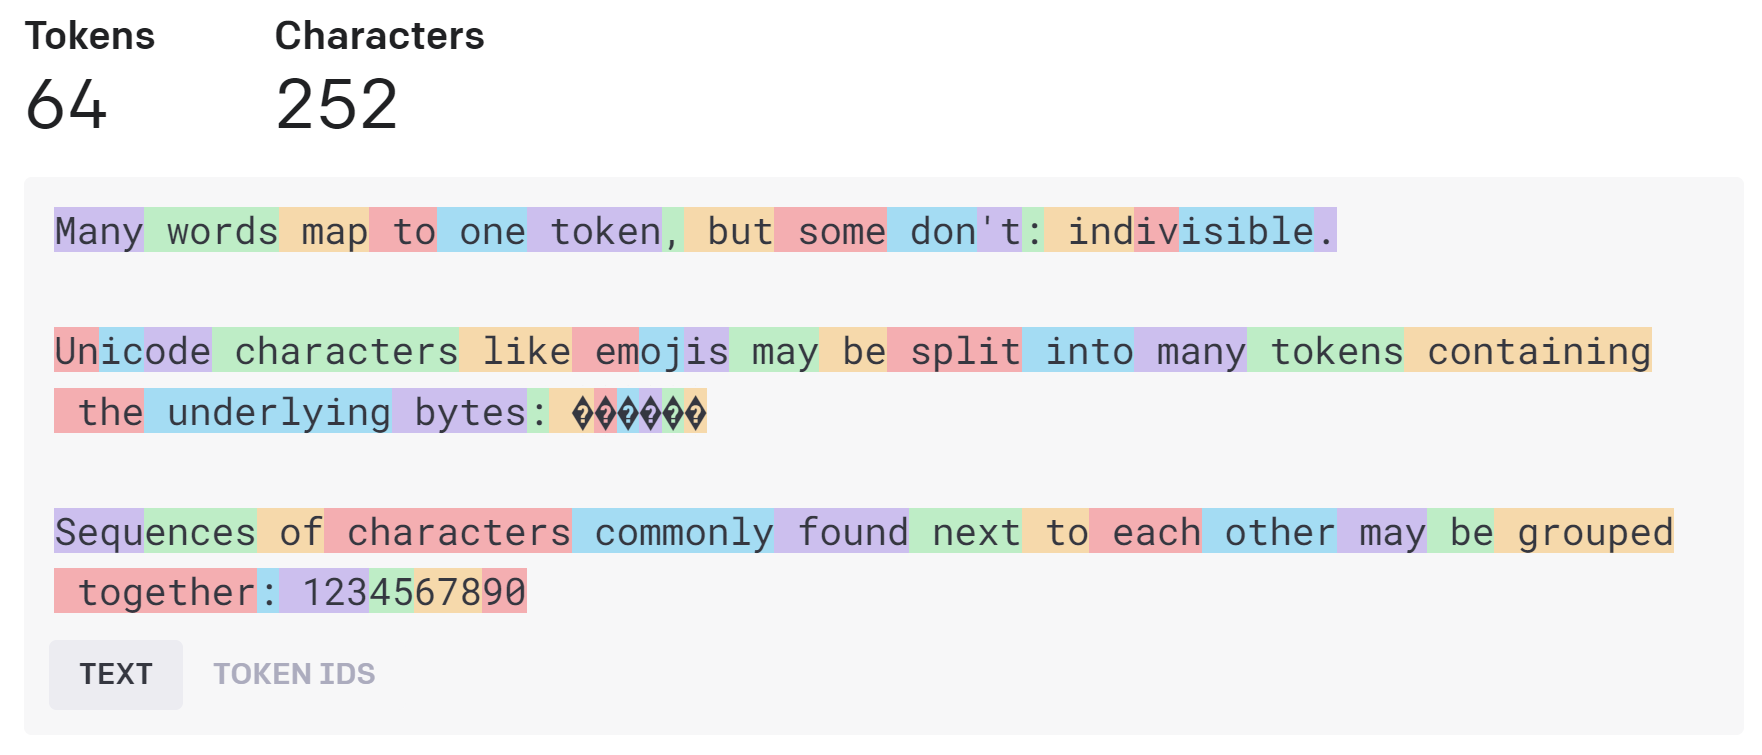 Tokens Characters
64 252
Many words map to one token, but some don't: indivisible.
Unicode characters like emojis may be split into many tokens containing
the underlying bytes: ������
Sequences of characters commonly found next to each other may be grouped
together: 1234567890
TEXT TOKEN IDS